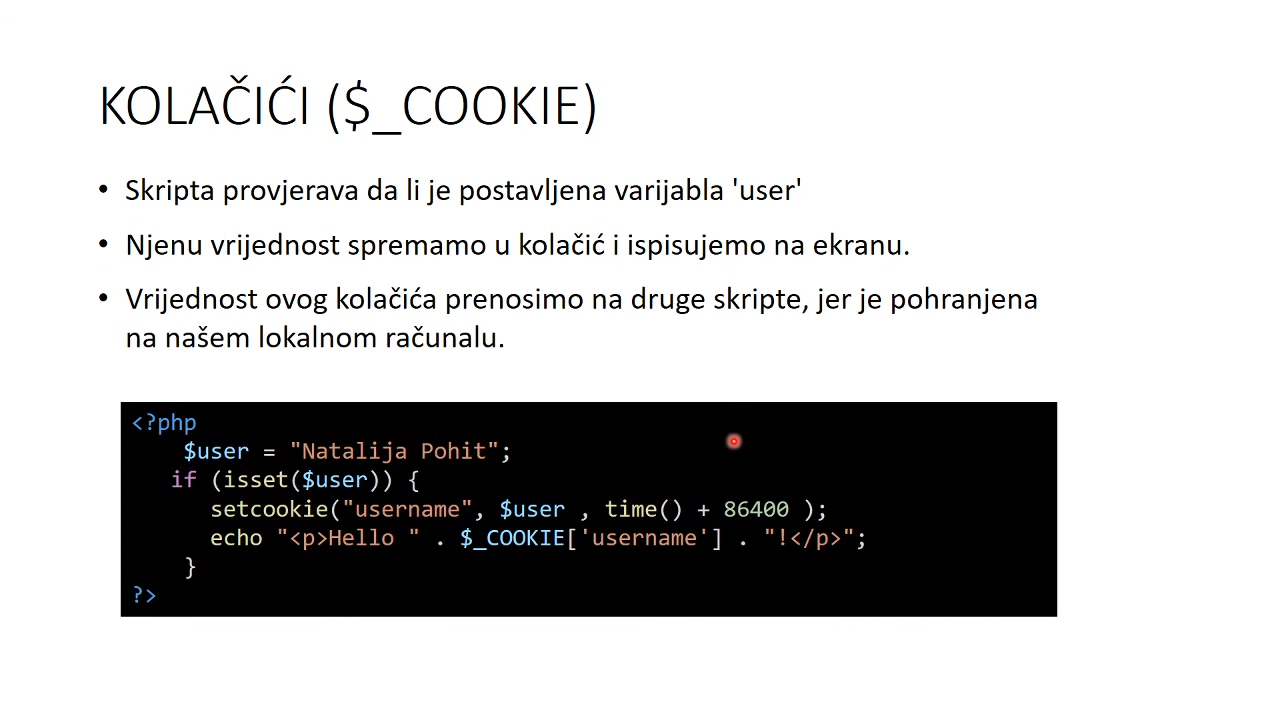 KOLAČIĆI ($_COOKIE)
• Skripta provjerava da li je postavljena varijabla 'user'
• Njenu vrijednost spremamo u kolačić i ispisujemo na ekranu.
• Vrijednost ovog kolačića prenosimo na druge skripte, jer je pohranjena
na našem lokalnom računalu.
<?php
    $user = "Natalija Pohit";
   if (isset($user)) {
      setcookie("username", $user , time() + 86400 );
      echo "<p>Hello " . $_COOKIE['username'] . "!</p>";
    }
?>